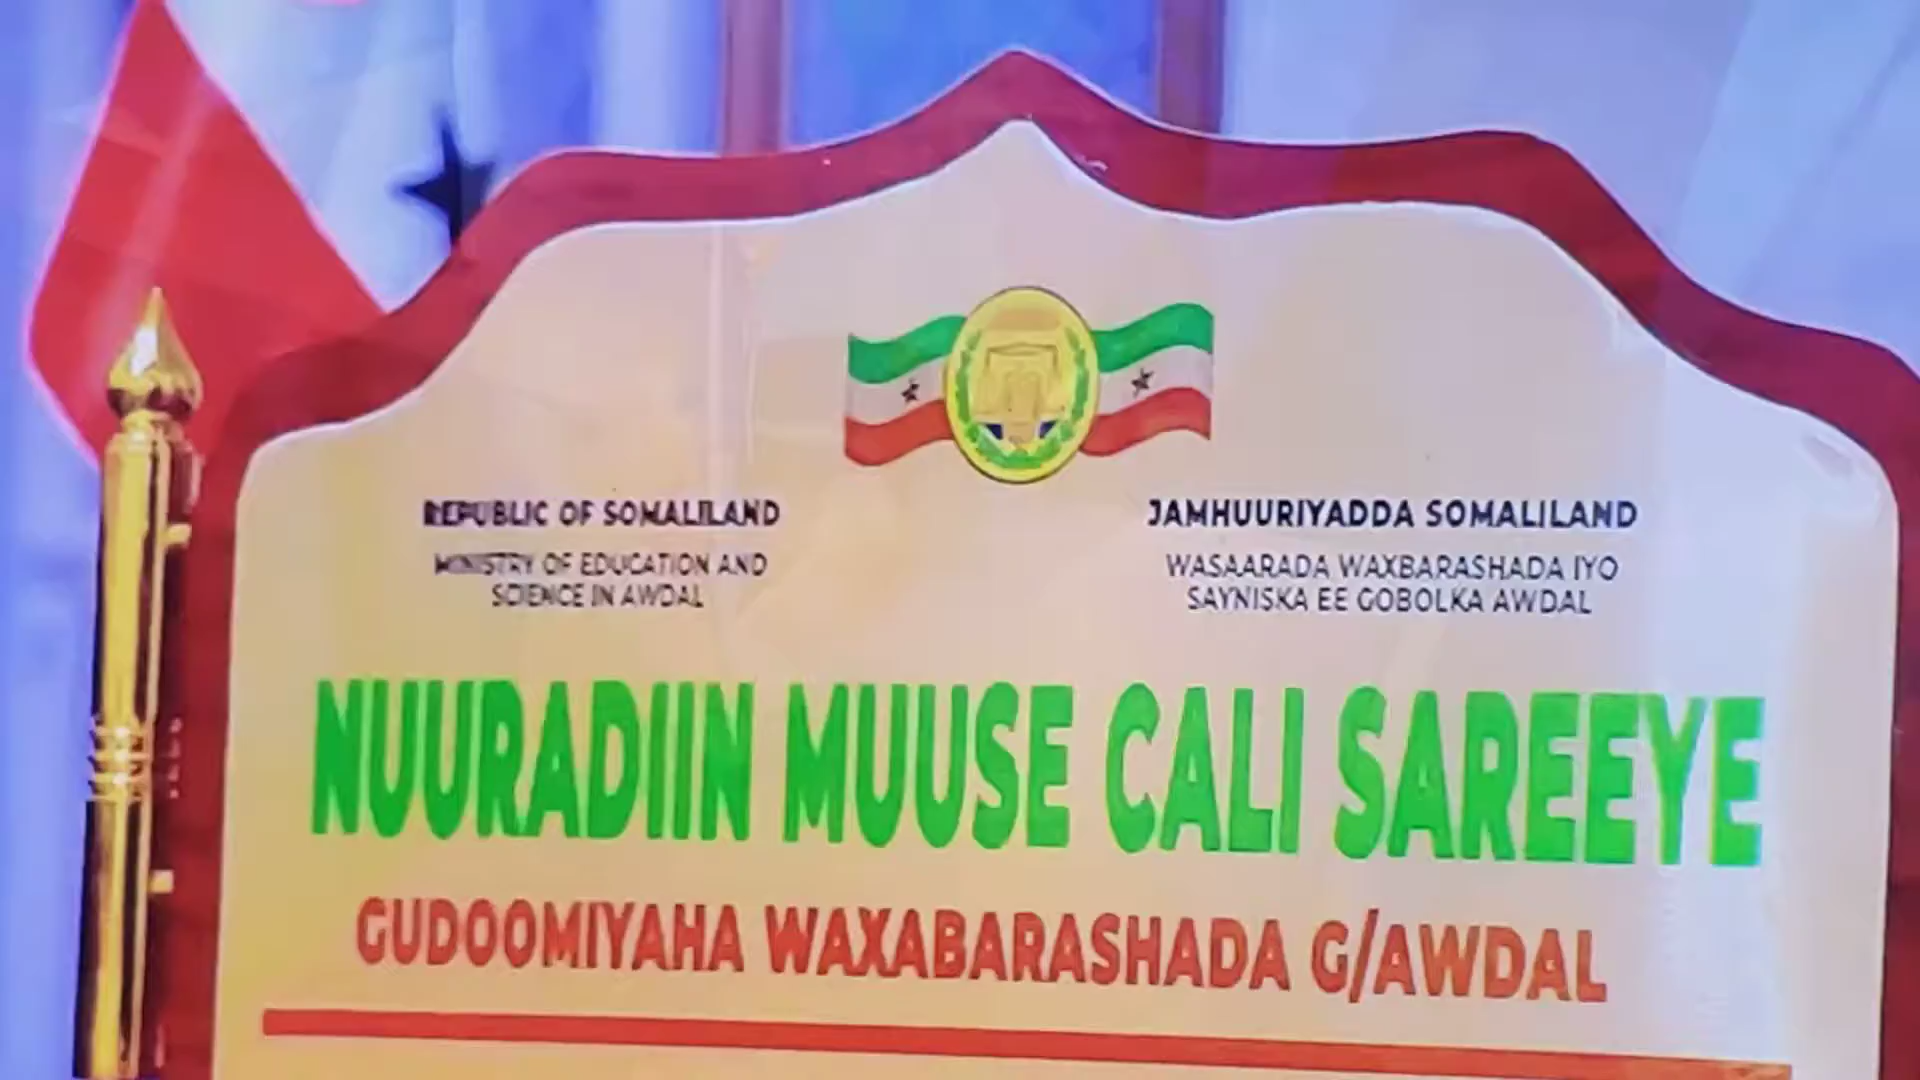 REPUBLIC OF SOMALILAND
MINISTRY OF EDUCATION AND
SCIENCE IN AWDAL
JAMHUURIYADDA SOMALILAND
WASAARADA WAXBARASHADA IYO
SAYNISKA EE GOBOLKA AWDAL
NUURADIIN MUUSE CALI SAREEYE
GUDOOMIYAHA WAXABARASHADA G/AWDAL